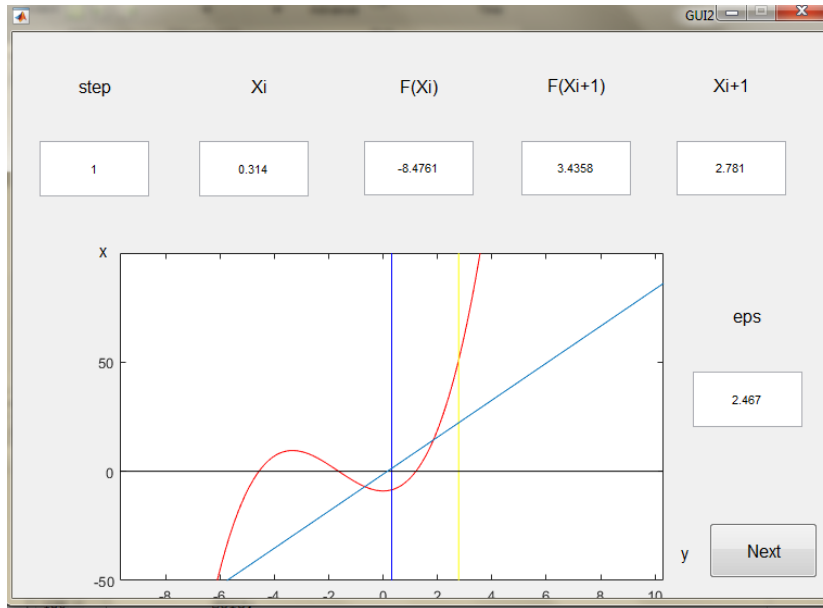 GUI2
step Xi F(Xi) F(Xi+1) Xi+1
1 0.314 -8.4761 3.4358 2.781
X
eps
50
2.467
0
y Next
-50
-8 -6 -4 -2 0 2 4 6 8 10